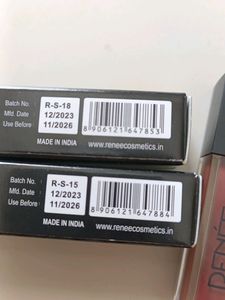 Batch No. R-S-18
Mfd. Date 12/2023
Use Before 11/2026
8 906121 647853
MADE IN INDIA www.reneecosmetics.in
Batch No. R-S-15
Mfd. Date 12/2023
Use Before 11/2026
8 906121 647884
MADE IN INDIA www.reneecosmetics.in
RENÉE